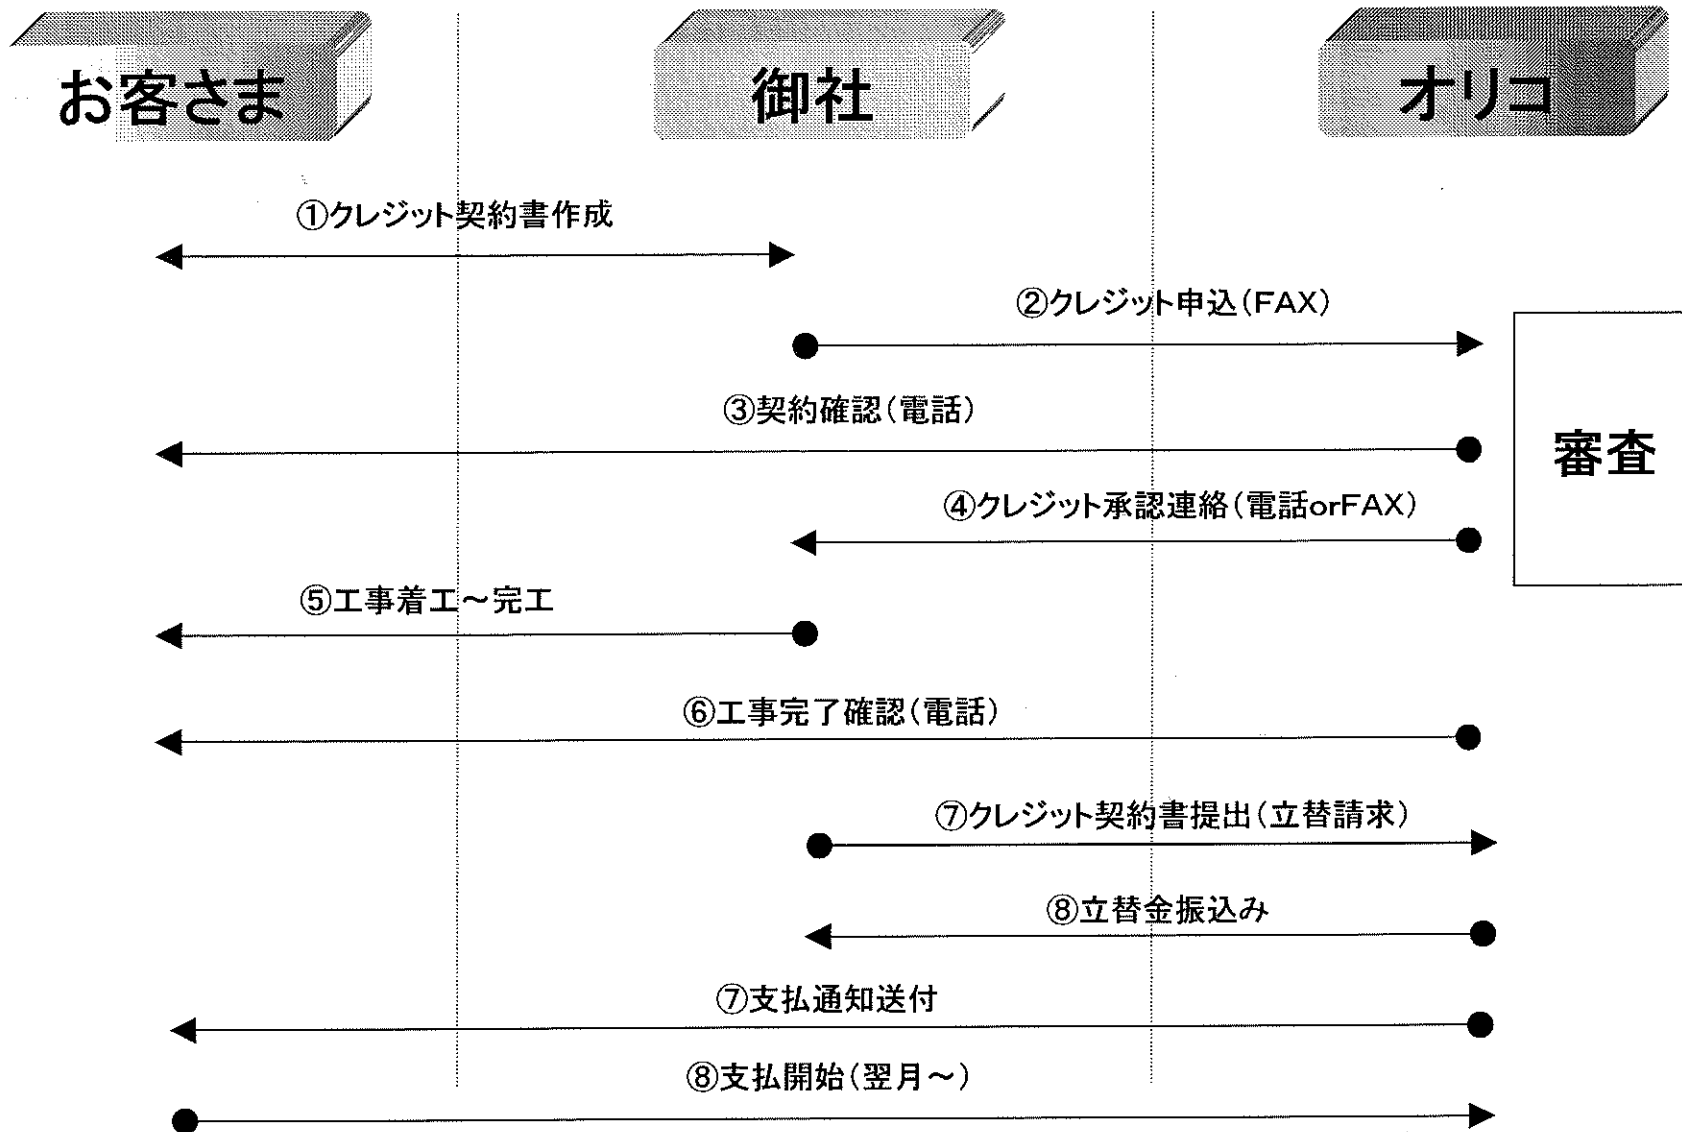 お客さま
御社
オリコ
①クレジット契約書作成
②クレジット申込(FAX)
③契約確認(電話)
審査
④クレジット承認連絡(電話orFAX)
⑤工事着工～完工
⑥工事完了確認(電話)
⑦クレジット契約書提出(立替請求)
⑧立替金振込み
⑦支払通知送付
⑧支払開始(翌月～)